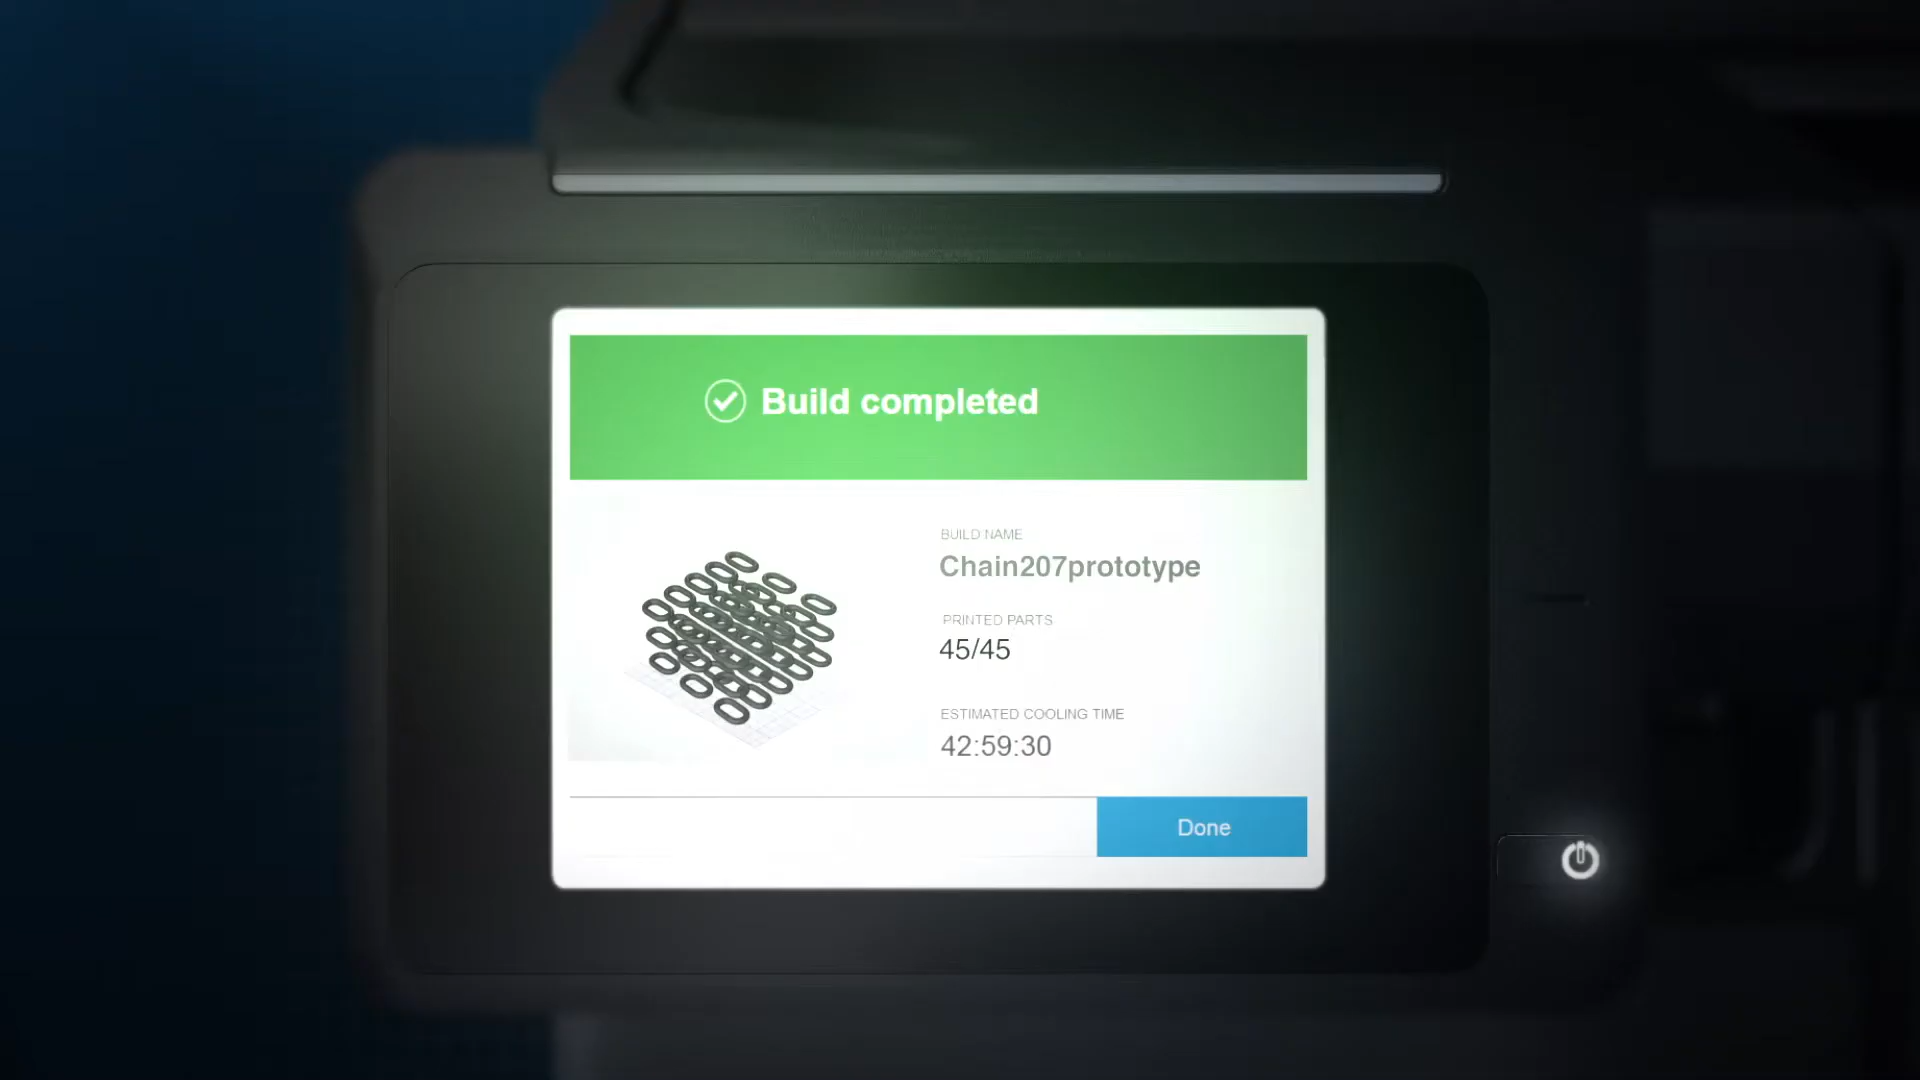 Build completed
BUILD NAME
Chain207prototype
PRINTED PARTS
45/45
ESTIMATED COOLING TIME
42:59:30
Done